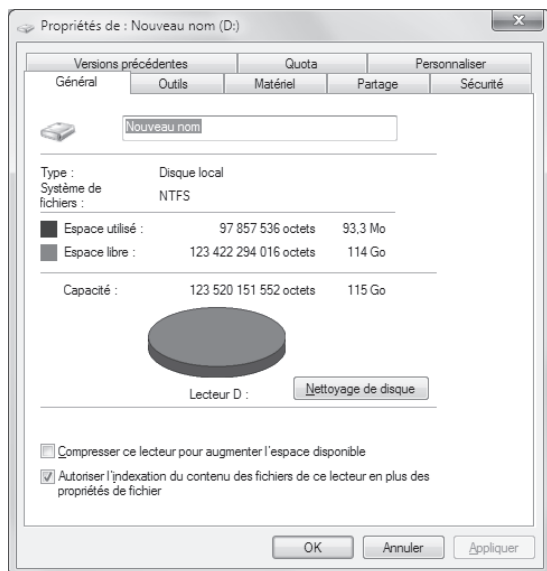 Propriétés de : Nouveau nom (D:)
Versions précédentes Quota Personnaliser
Général Outils Matériel Partage Sécurité
Nouveau nom
Type : Disque local
Système de
fichiers : NTFS
Espace utilisé : 97 857 536 octets 93,3 Mo
Espace libre : 123 422 294 016 octets 114 Go
Capacité : 123 520 151 552 octets 115 Go
Lecteur D : Nettoyage de disque
Compresser ce lecteur pour augmenter l'espace disponible
Autoriser l'indexation du contenu des fichiers de ce lecteur en plus des
propriétés de fichier
OK Annuler Appliquer